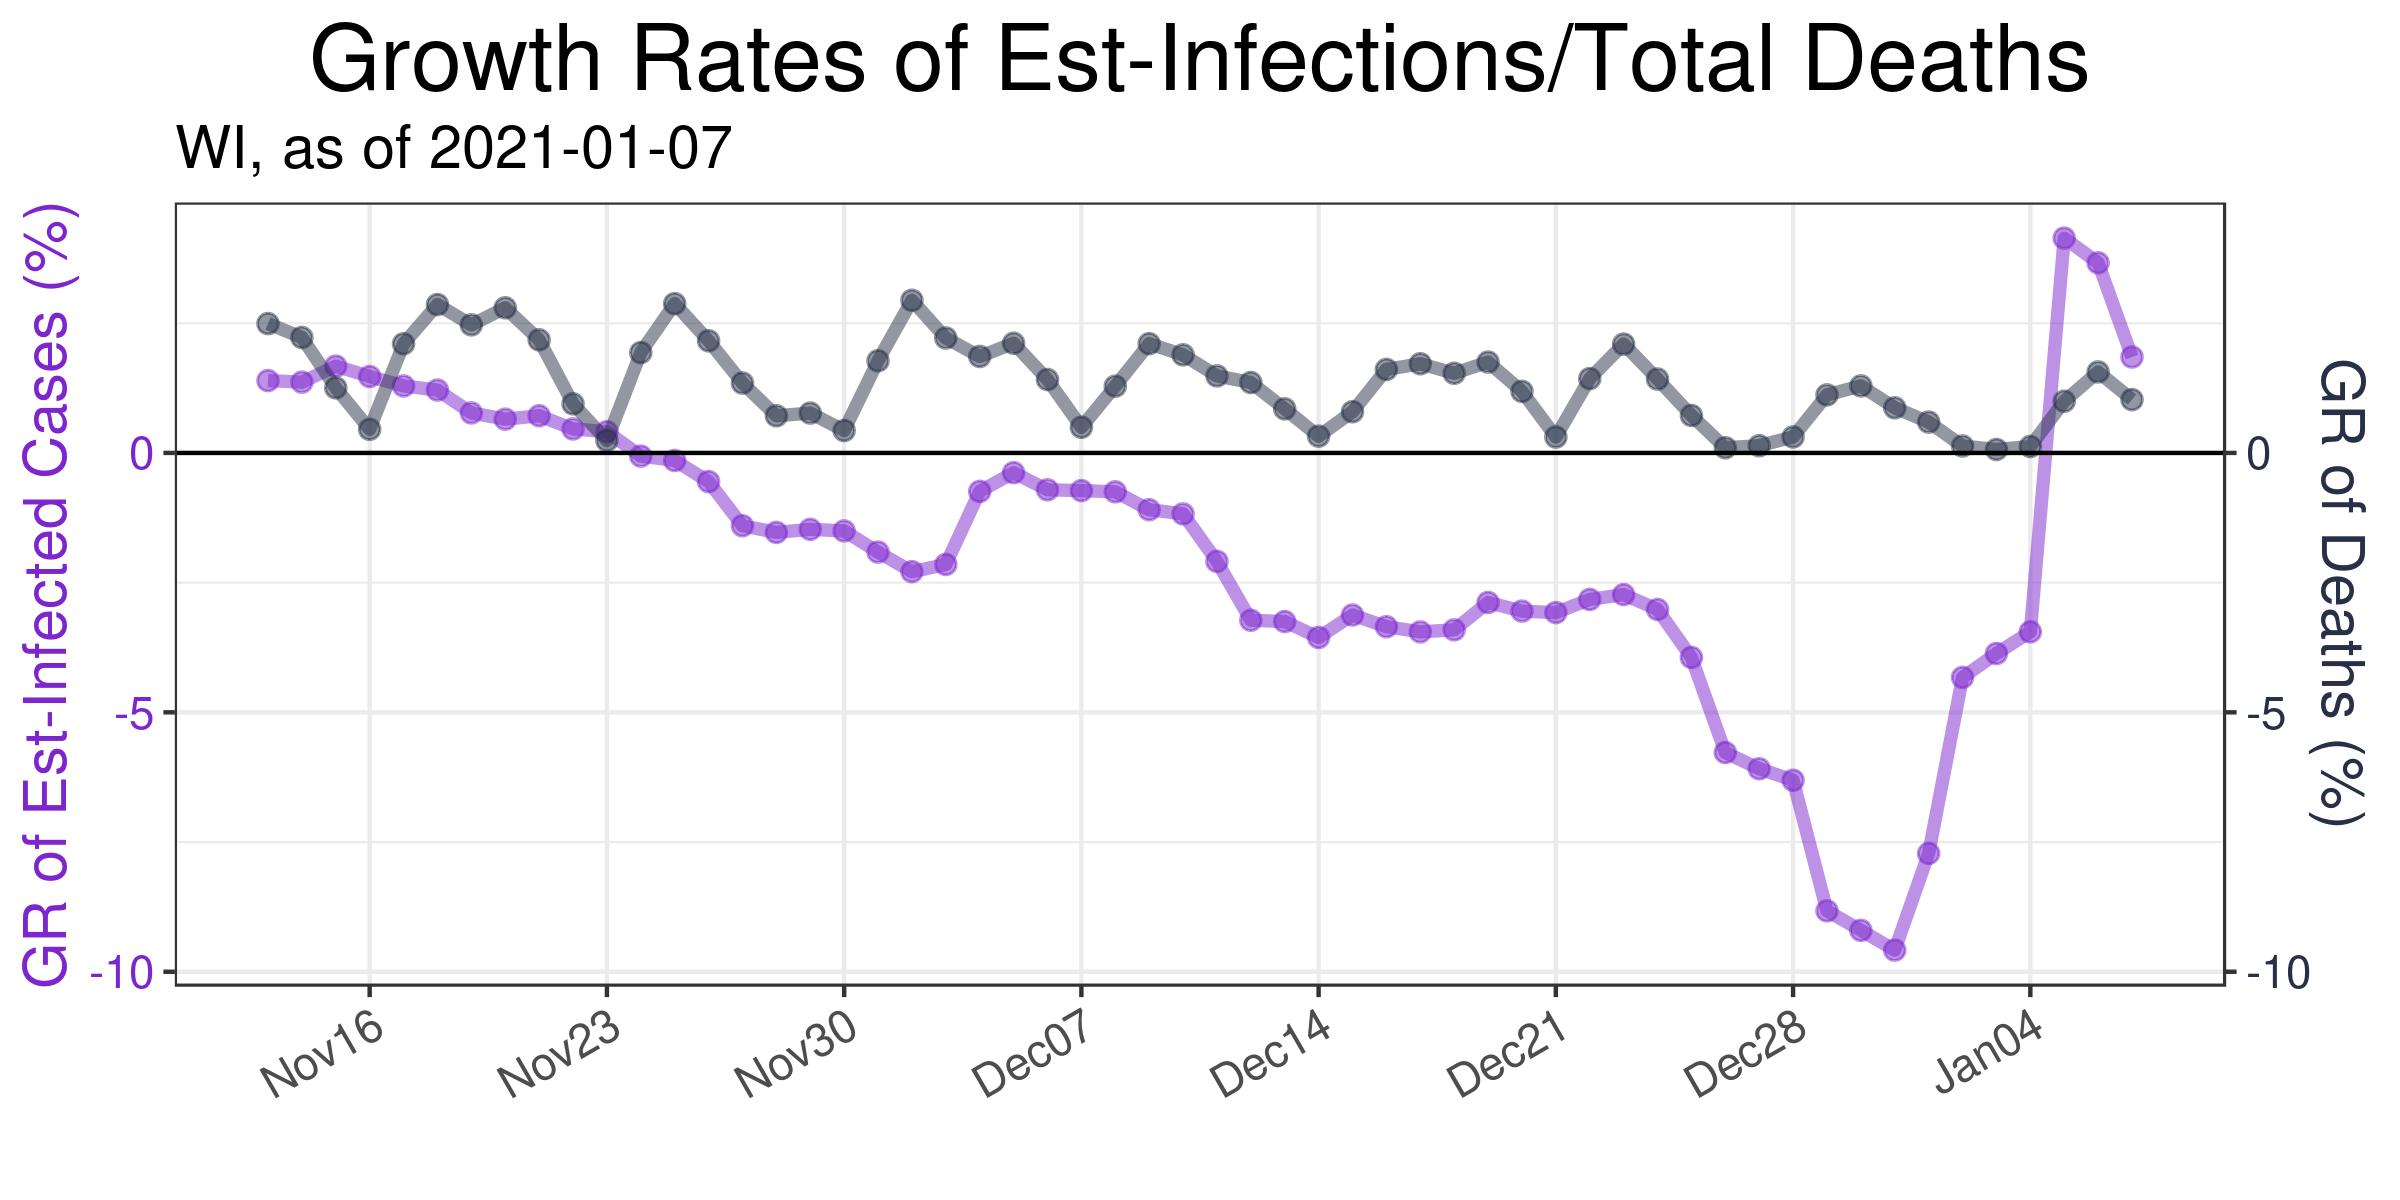 Growth Rates of Est-Infections/Total Deaths
WI, as of 2021-01-07
GR of Est-Infected Cases (%)
0
-5
-10
GR of Deaths (%)
0
-5
-10
Nov16
Nov23
Nov30
Dec07
Dec14
Dec21
Dec28
Jan04